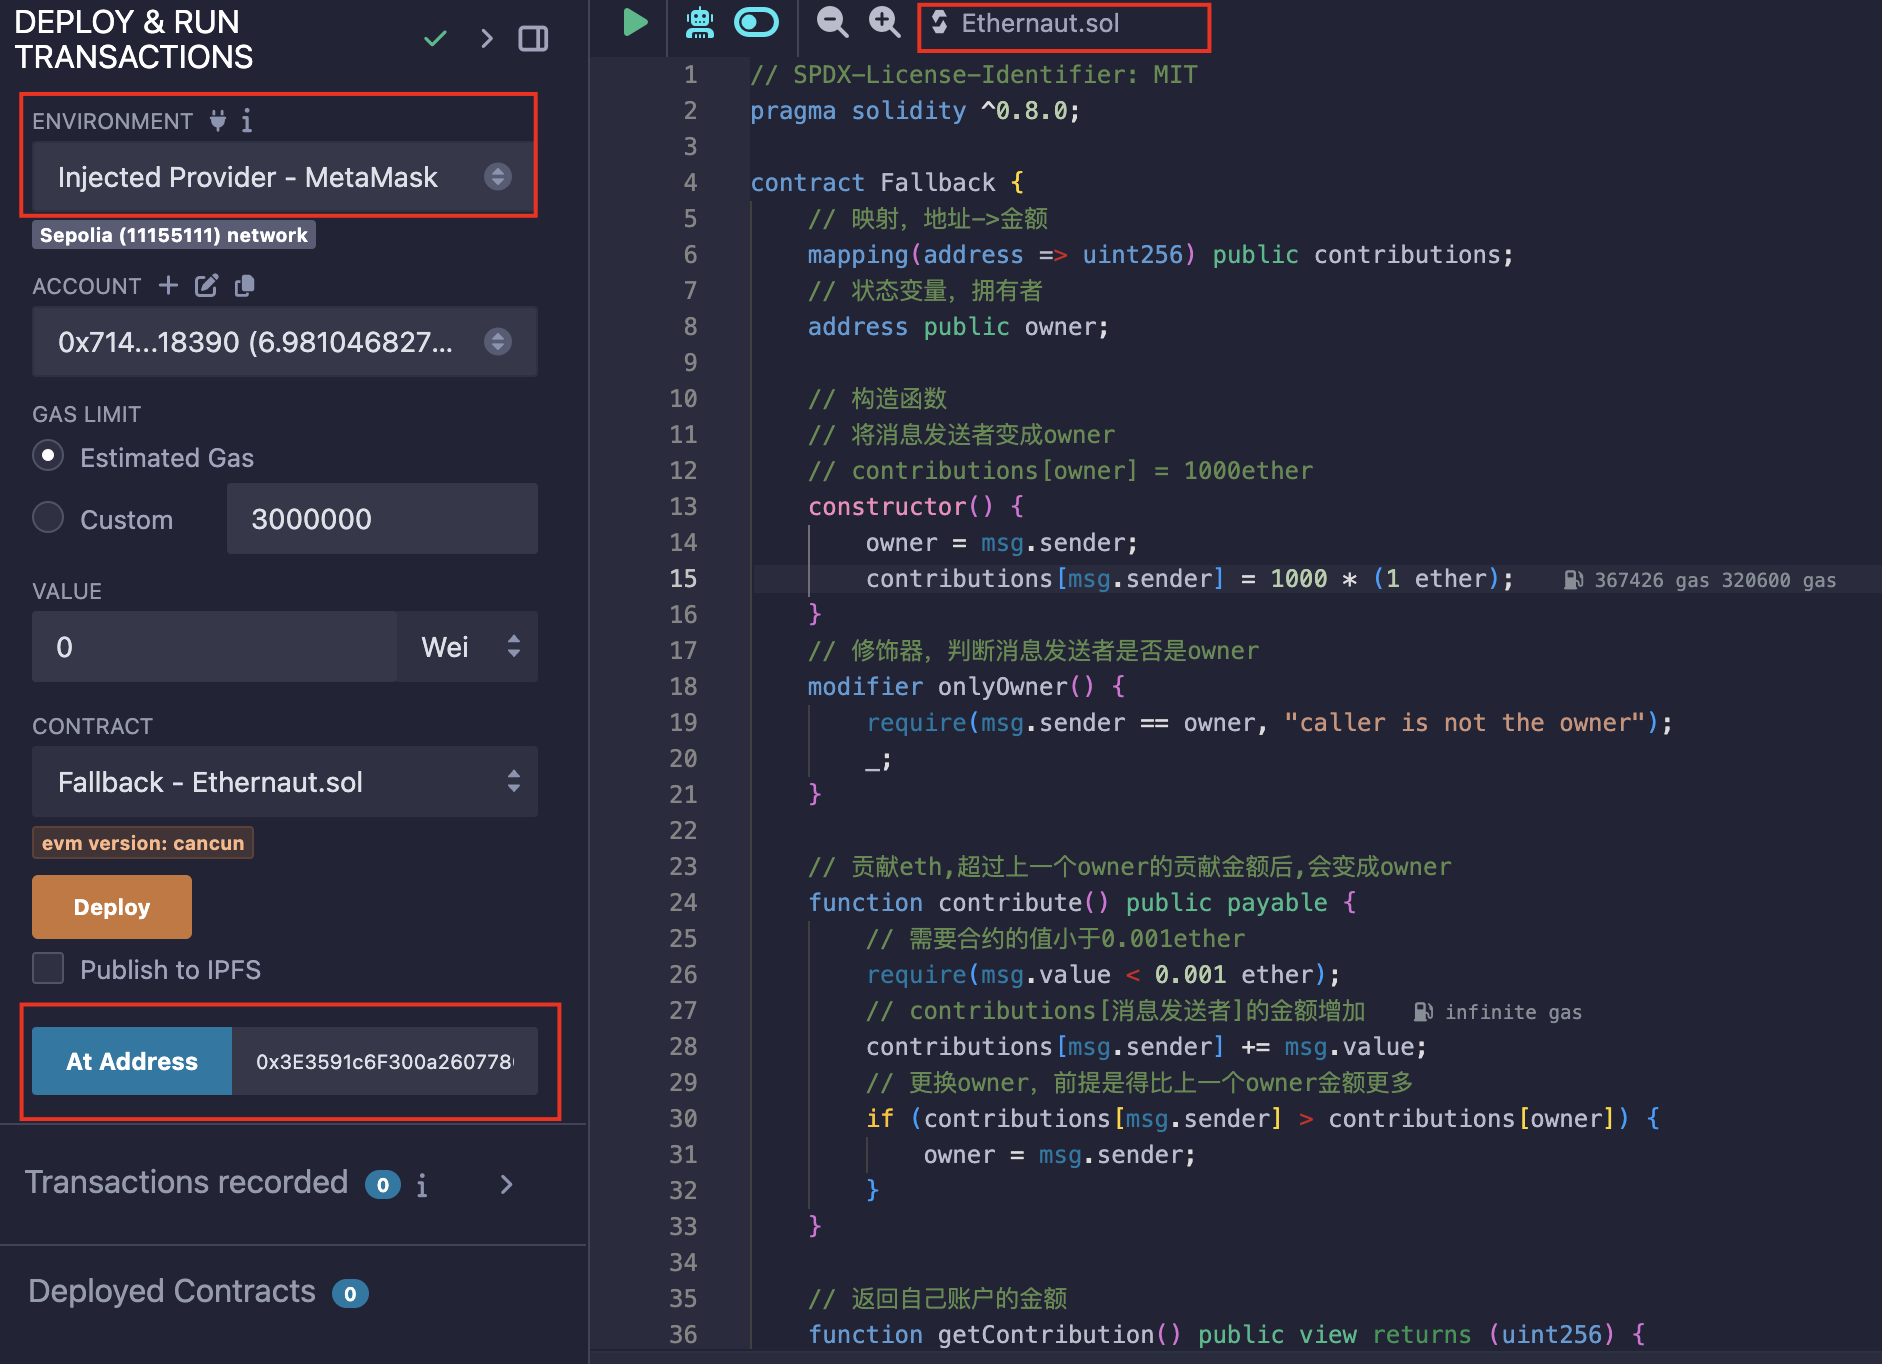 DEPLOY & RUN
TRANSACTIONS
ENVIRONMENT
Injected Provider - MetaMask
Sepolia (11155111) network
ACCOUNT
0x714...18390 (6.981046827...
GAS LIMIT
Estimated Gas
Custom
3000000
VALUE
0
Wei
CONTRACT
Fallback - Ethernaut.sol
evm version: cancun
Deploy
Publish to IPFS
At Address
0x3E3591c6F300a260778
Transactions recorded 0 i
Deployed Contracts 0
Ethernaut.sol
1 // SPDX-License-Identifier: MIT
2 pragma solidity ^0.8.0;
3
4 contract Fallback {
5 // 映射，地址->金额
6 mapping(address => uint256) public contributions;
7 // 状态变量，拥有者
8 address public owner;
9
10 // 构造函数
11 // 将消息发送者变成owner
12 // contributions[owner] = 1000ether
13 constructor() {
14 owner = msg.sender;
15 contributions[msg.sender] = 1000 * (1 ether); 367426 gas 320600 gas
16 }
17 // 修饰器，判断消息发送者是否是owner
18 modifier onlyOwner() {
19 require(msg.sender == owner, "caller is not the owner");
20 _;
21 }
22
23 // 贡献eth,超过上一个owner的贡献金额后,会变成owner
24 function contribute() public payable {
25 // 需要合约的值小于0.001ether
26 require(msg.value < 0.001 ether);
27 // contributions[消息发送者]的金额增加 infinite gas
28 contributions[msg.sender] += msg.value;
29 // 更换owner，前提是得比上一个owner金额更多
30 if (contributions[msg.sender] > contributions[owner]) {
31 owner = msg.sender;
32 }
33 }
34
35 // 返回自己账户的金额
36 function getContribution() public view returns (uint256) {